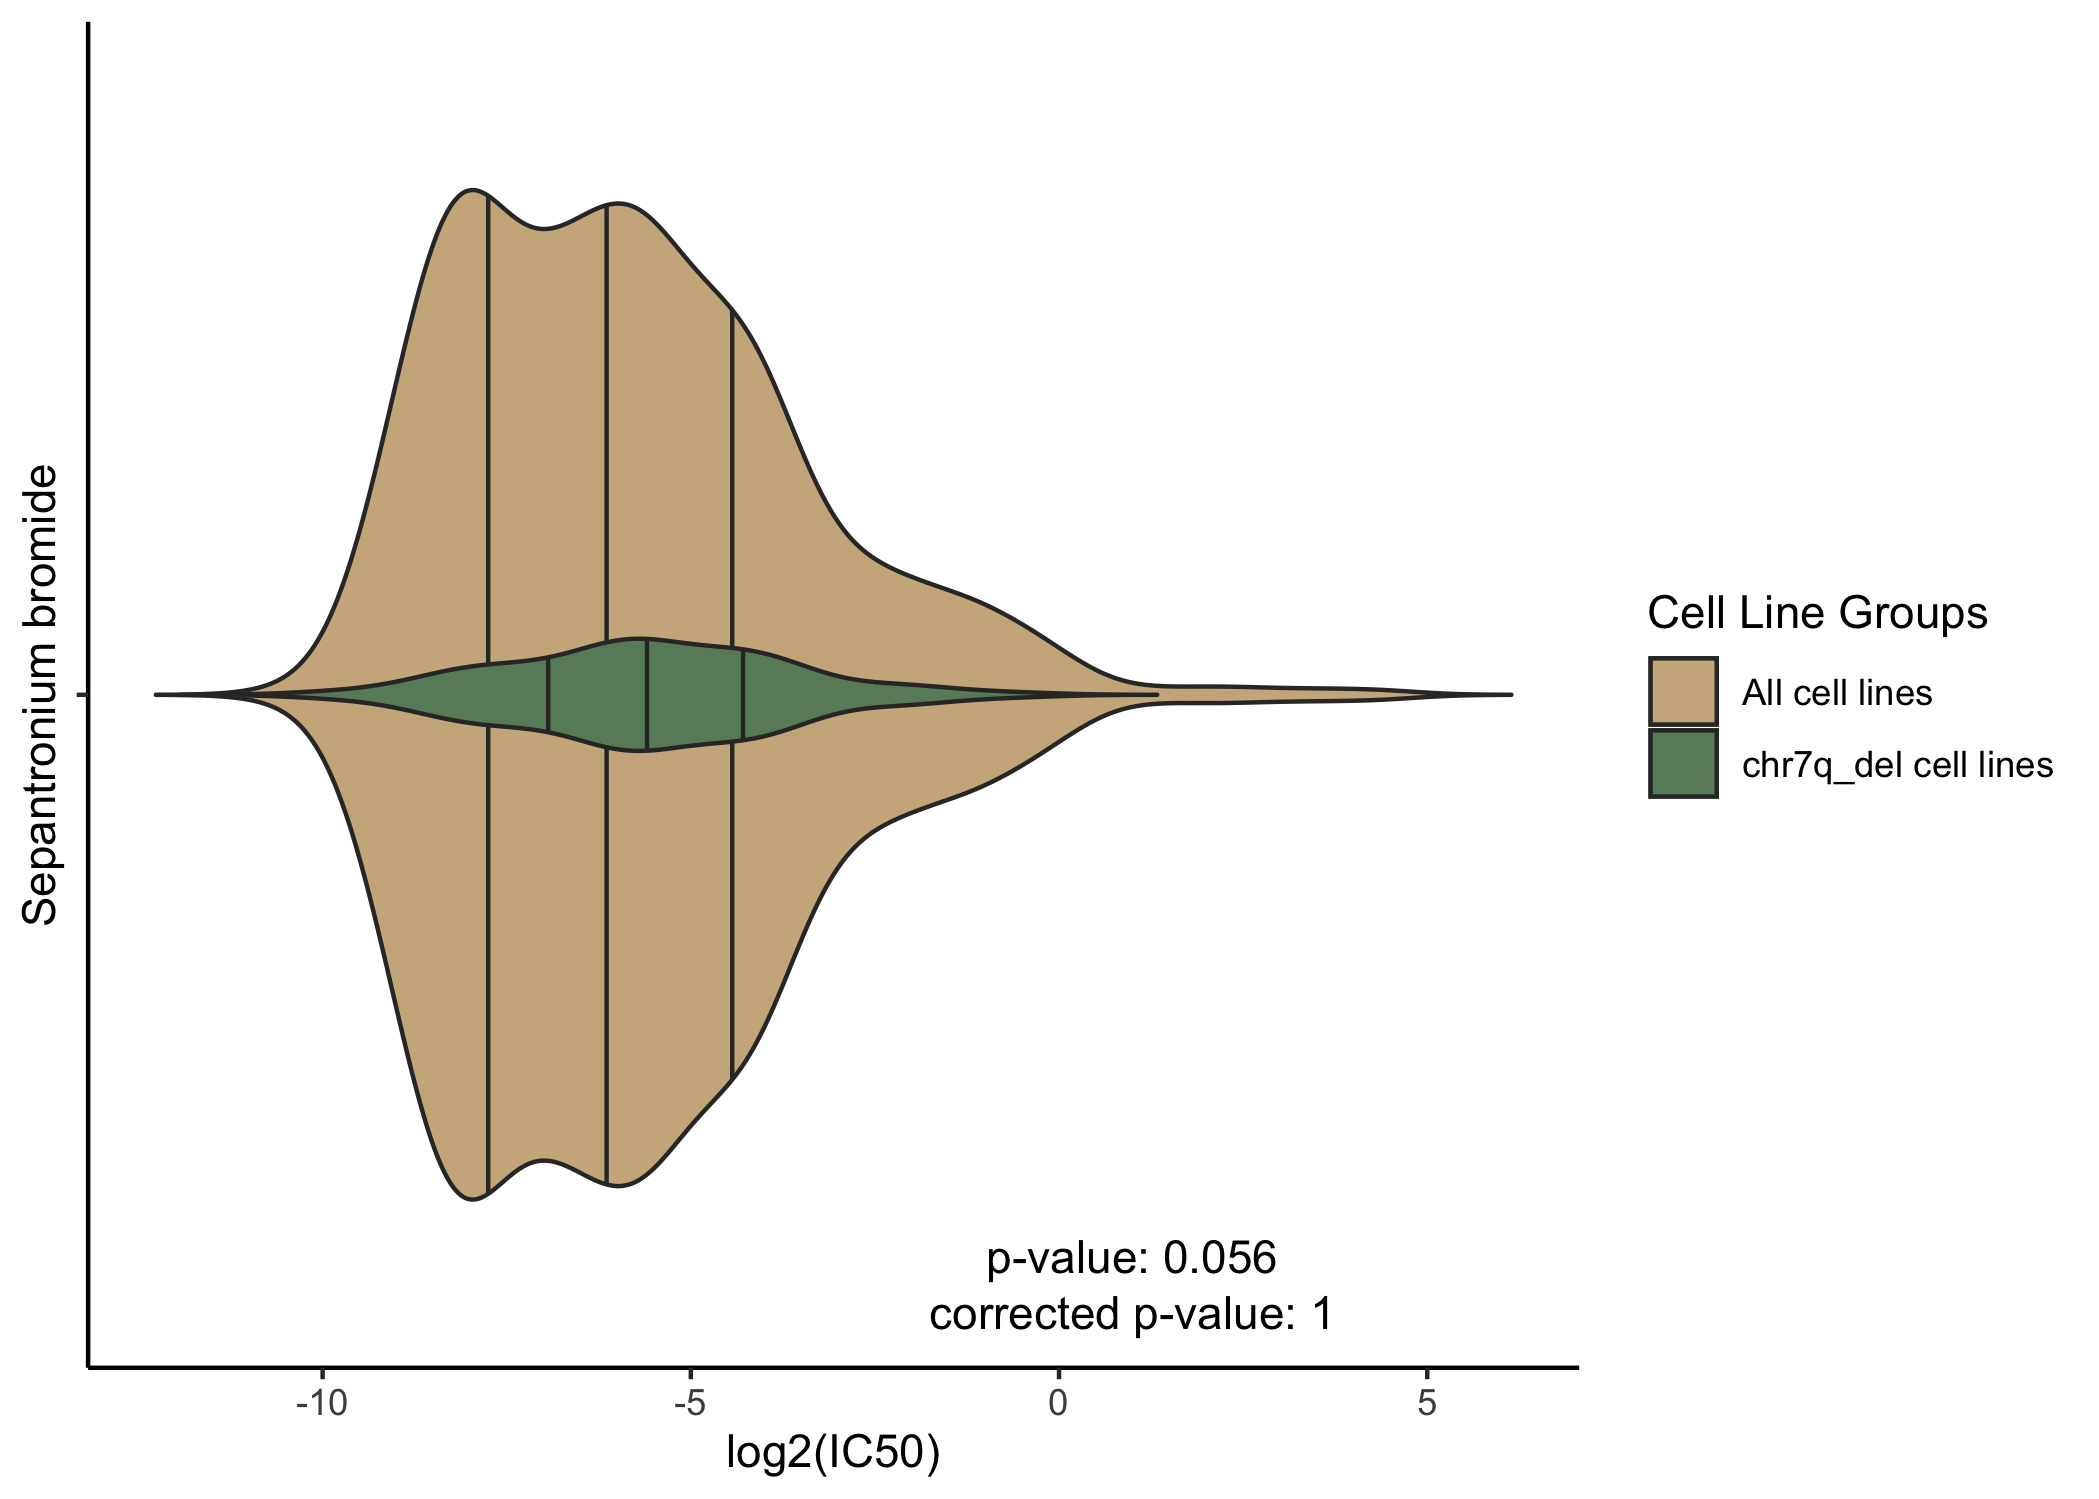 Septantronium bromide
Cell Line Groups
All cell lines
chr7q_del cell lines
p-value: 0.056
corrected p-value: 1
-10
-5
0
5
log2(IC50)